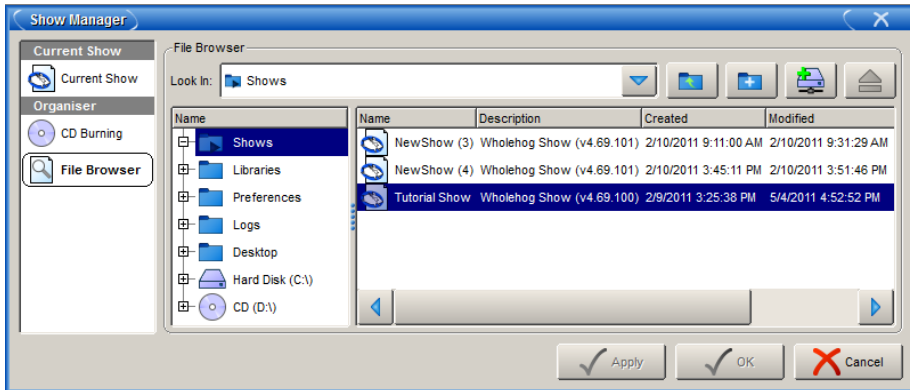 Show Manager
Current Show
Current Show
Organiser
CD Burning
File Browser
File Browser
Look In: Shows
Name
Shows
Libraries
Preferences
Logs
Desktop
Hard Disk (C:\)
CD (D:\)
Name Description Created Modified
NewShow (3) Wholehog Show (v4.69.101) 2/10/2011 9:11:00 AM 2/10/2011 9:31:29 AM
NewShow (4) Wholehog Show (v4.69.101) 2/10/2011 3:45:11 PM 2/10/2011 3:51:46 PM
Tutorial Show Wholehog Show (v4.69.100) 2/9/2011 3:25:38 PM 5/4/2011 4:52:52 PM
Apply OK Cancel